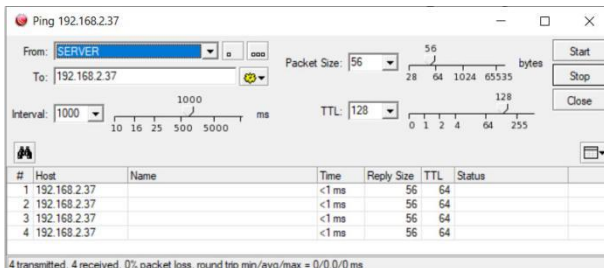 Ping 192.168.2.37
From: SERVER
To: 192.168.2.37
Interval: 1000
1000
ms
10 16 25 500 5000
Packet Size: 56
56
bytes
28 64 1024 65535
TTL: 128
128
0 1 2 4 64 255
Start
Stop
Close
# Host Name Time Reply Size TTL Status
1 192.168.2.37 <1 ms 56 64
2 192.168.2.37 <1 ms 56 64
3 192.168.2.37 <1 ms 56 64
4 192.168.2.37 <1 ms 56 64
4 transmitted, 4 received, 0% packet loss, round trip min/avg/max = 0/0.0/0 ms